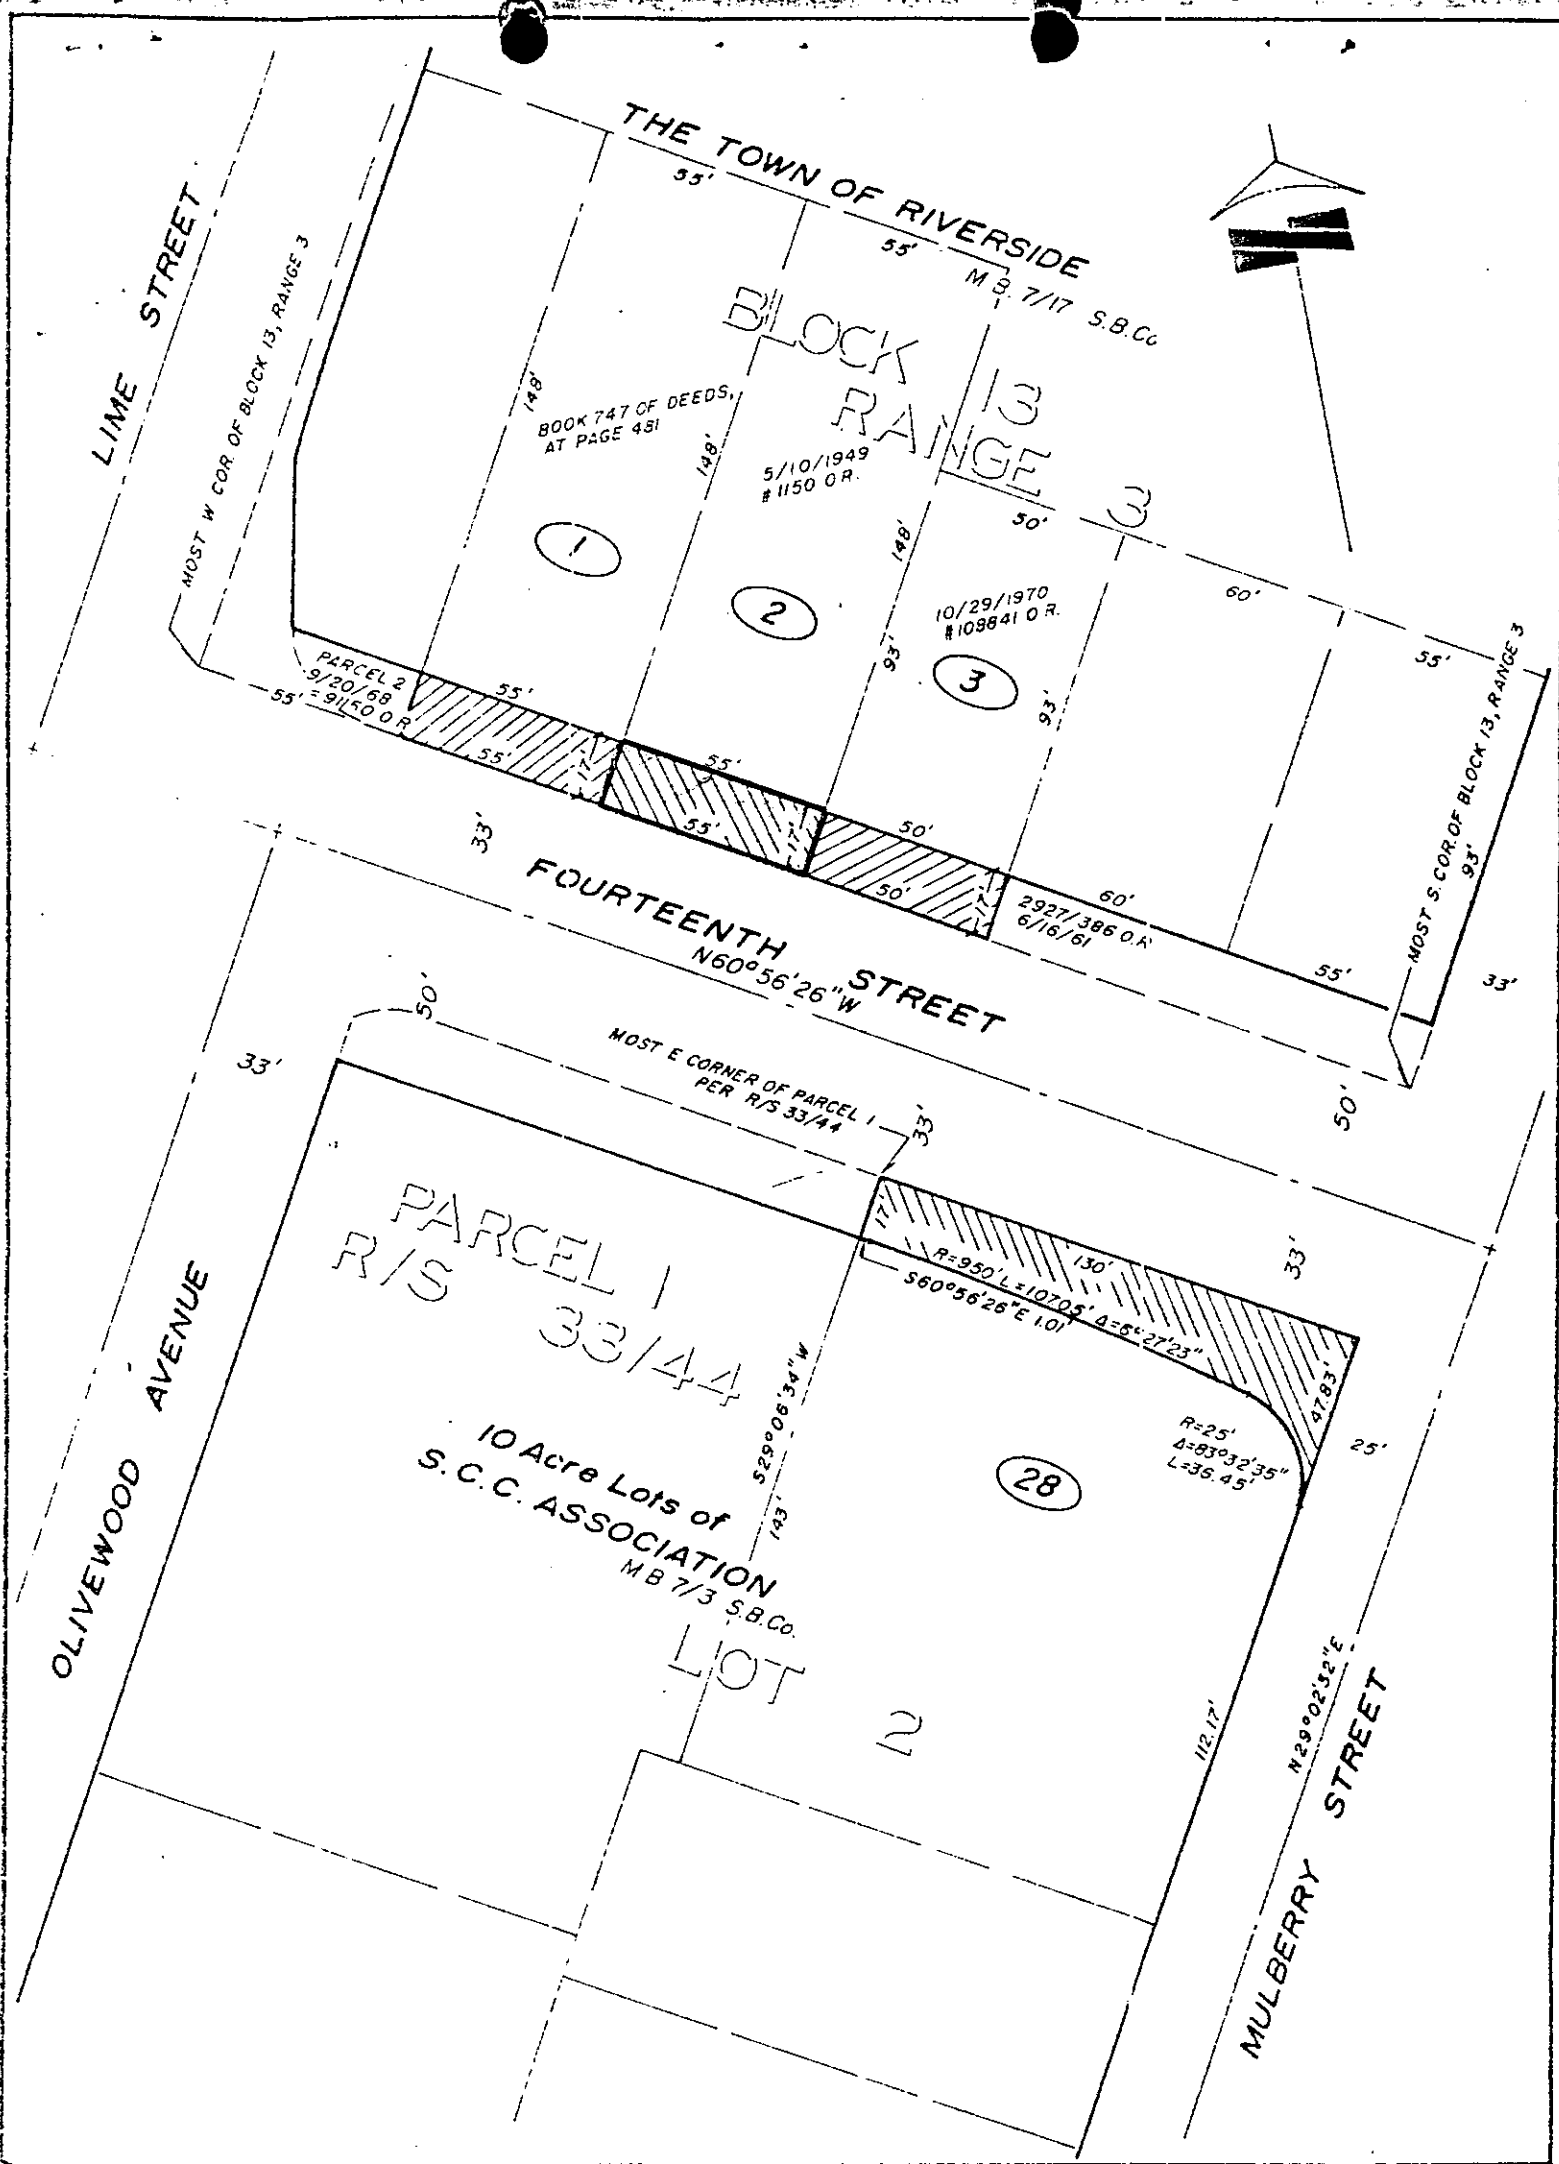 THE TOWN OF RIVERSIDE
M.B. 7/17 S.B.Co
55'
55'
LIME STREET
MOST W COR. OF BLOCK 13, RANGE 3
BLOCK 13
RANGE 3
148'
BOOK 747 OF DEEDS,
AT PAGE 481
148'
5/10/1949
#1150 O.R.
50'
148'
1
2
93'
10/29/1970
#108841 O.R.
3
93'
60'
55'
MOST S. COR. OF BLOCK 13, RANGE 3
93'
PARCEL 2
9/20/68
= 91150 O R
55'
55'
55'
17'
55'
55'
17'
50'
50'
17'
2927/386 O.R
6/16/61
60'
55'
33'
33'
FOURTEENTH STREET
N60°56'26"W
50'
33'
50'
MOST E CORNER OF PARCEL 1
PER R/S 33/44
33'
33'
PARCEL 1
R/S 33/44
17'
130'
R=950' L=107.05' Δ=6°27'23"
S60°56'26"E 1.01'
47.83'
25'
R=25'
Δ=83°32'35"
L=36.45'
OLIVEWOOD AVENUE
S29°06'34"W
143'
28
10 Acre Lots of
S.C.C. ASSOCIATION
M B 7/3 S.B.Co.
LOT 2
112.17'
N29°02'32"E
MULBERRY STREET